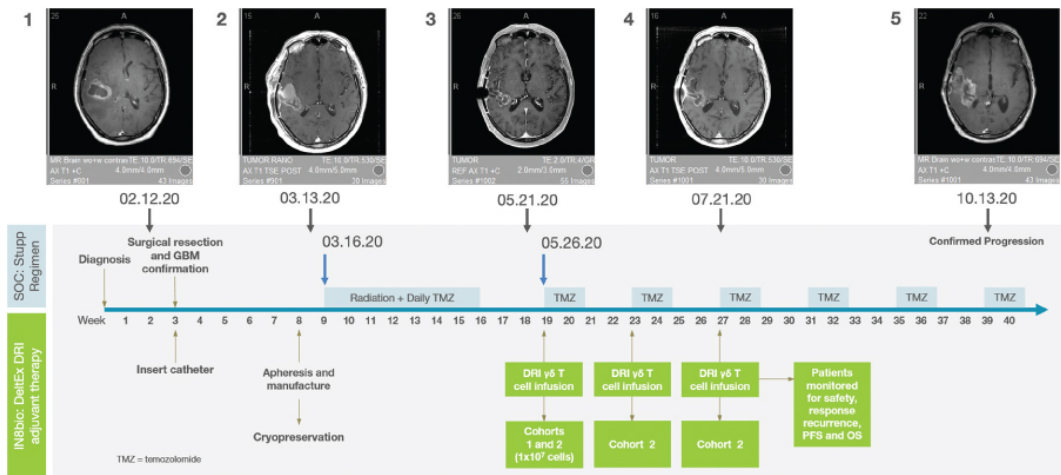 1
2
3
4
5
25
A
R
MR Brain wo+w contras TE: 10.0/TR:694/SE
AX T1 +C 4.0mm/4.0mm
Series #001 43 Images
15
A
R
TUMOR RANO TE:10.0/TR:530/SE
AX T1 TSE POST 4.0mm/5.0mm
Series #901 30 Images
26
A
R
TUMOR TE:2.0/TR:4/GR
REF AX T1 +C 2.0mm/3.0mm
Series #1002 55 Images
16
A
R
TUMOR TE:10.0/TR:530/SE
AX T1 TSE POST 4.0mm/5.0mm
Series #1001 30 Images
22
A
R
MR Brain wo+w contras TE: 10.0/TR:694/SE
AX T1 +C 4.0mm/4.0mm
Series #1001 43 Images
02.12.20
03.13.20
05.21.20
07.21.20
10.13.20
SOC: Stupp
Regimen
Diagnosis
Surgical resection
and GBM
confirmation
03.16.20
05.26.20
Confirmed Progression
Radiation + Daily TMZ
TMZ
TMZ
TMZ
TMZ
TMZ
TMZ
Week 1 2 3 4 5 6 7 8 9 10 11 12 13 14 15 16 17 18 19 20 21 22 23 24 25 26 27 28 29 30 31 32 33 34 35 36 37 38 39 40
IN8bio: DeltEx DRI
adjuvant therapy
Insert catheter
Apheresis and
manufacture
Cryopreservation
DRI γδ T
cell infusion
DRI γδ T
cell infusion
DRI γδ T
cell infusion
Patients
monitored
for safety,
response
recurrence,
PFS and OS
Cohorts
1 and 2
(1x10⁷ cells)
Cohort 2
Cohort 2
TMZ = temozolomide